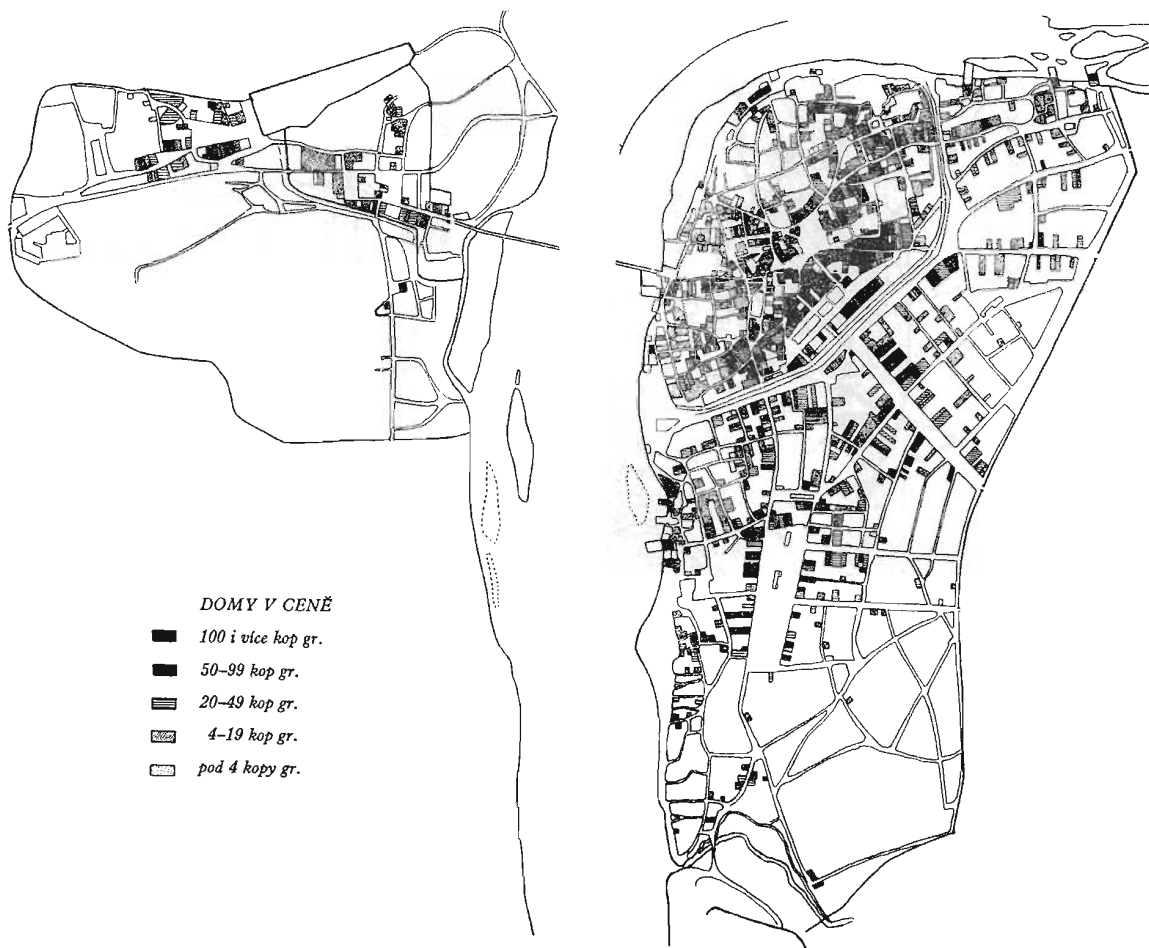 DOMY V CENĚ
100 i více kop gr.
50–99 kop gr.
20–49 kop gr.
4–19 kop gr.
pod 4 kopy gr.